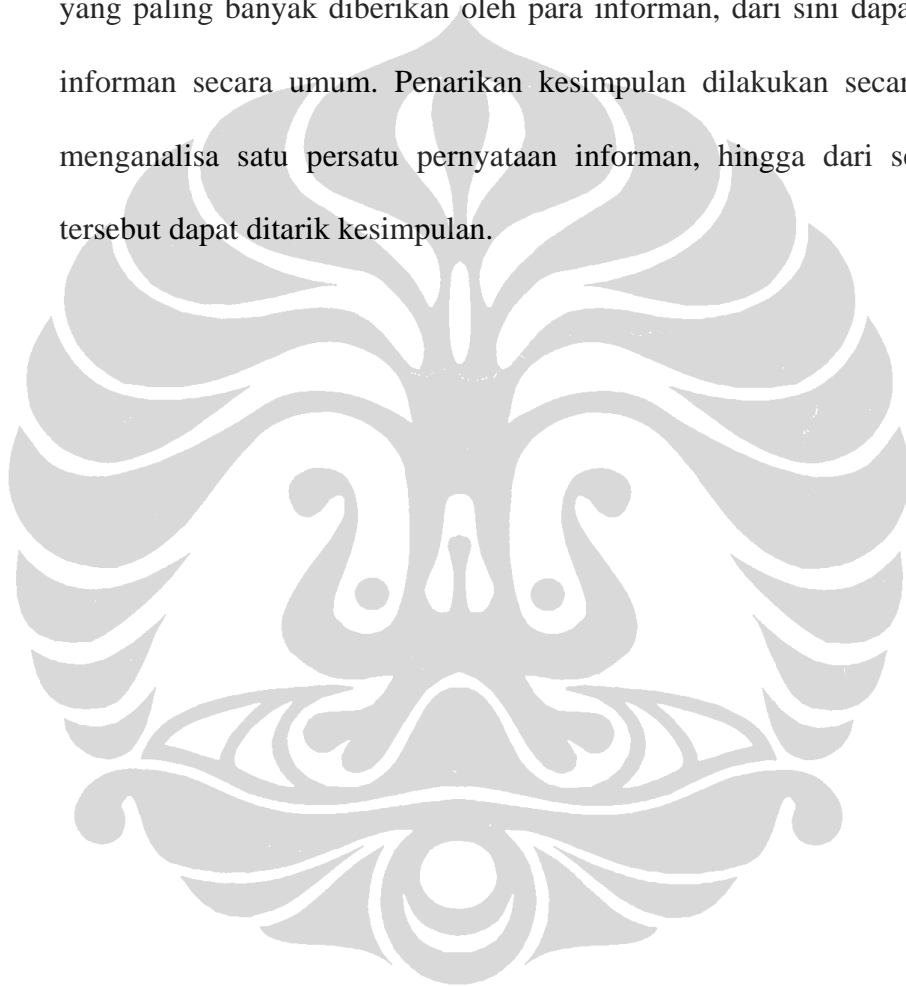 yang paling banyak diberikan oleh para informan, dari sini dapa
informan secara umum. Penarikan kesimpulan dilakukan secar
menganalisa satu persatu pernyataan informan, hingga dari se
tersebut dapat ditarik kesimpulan.